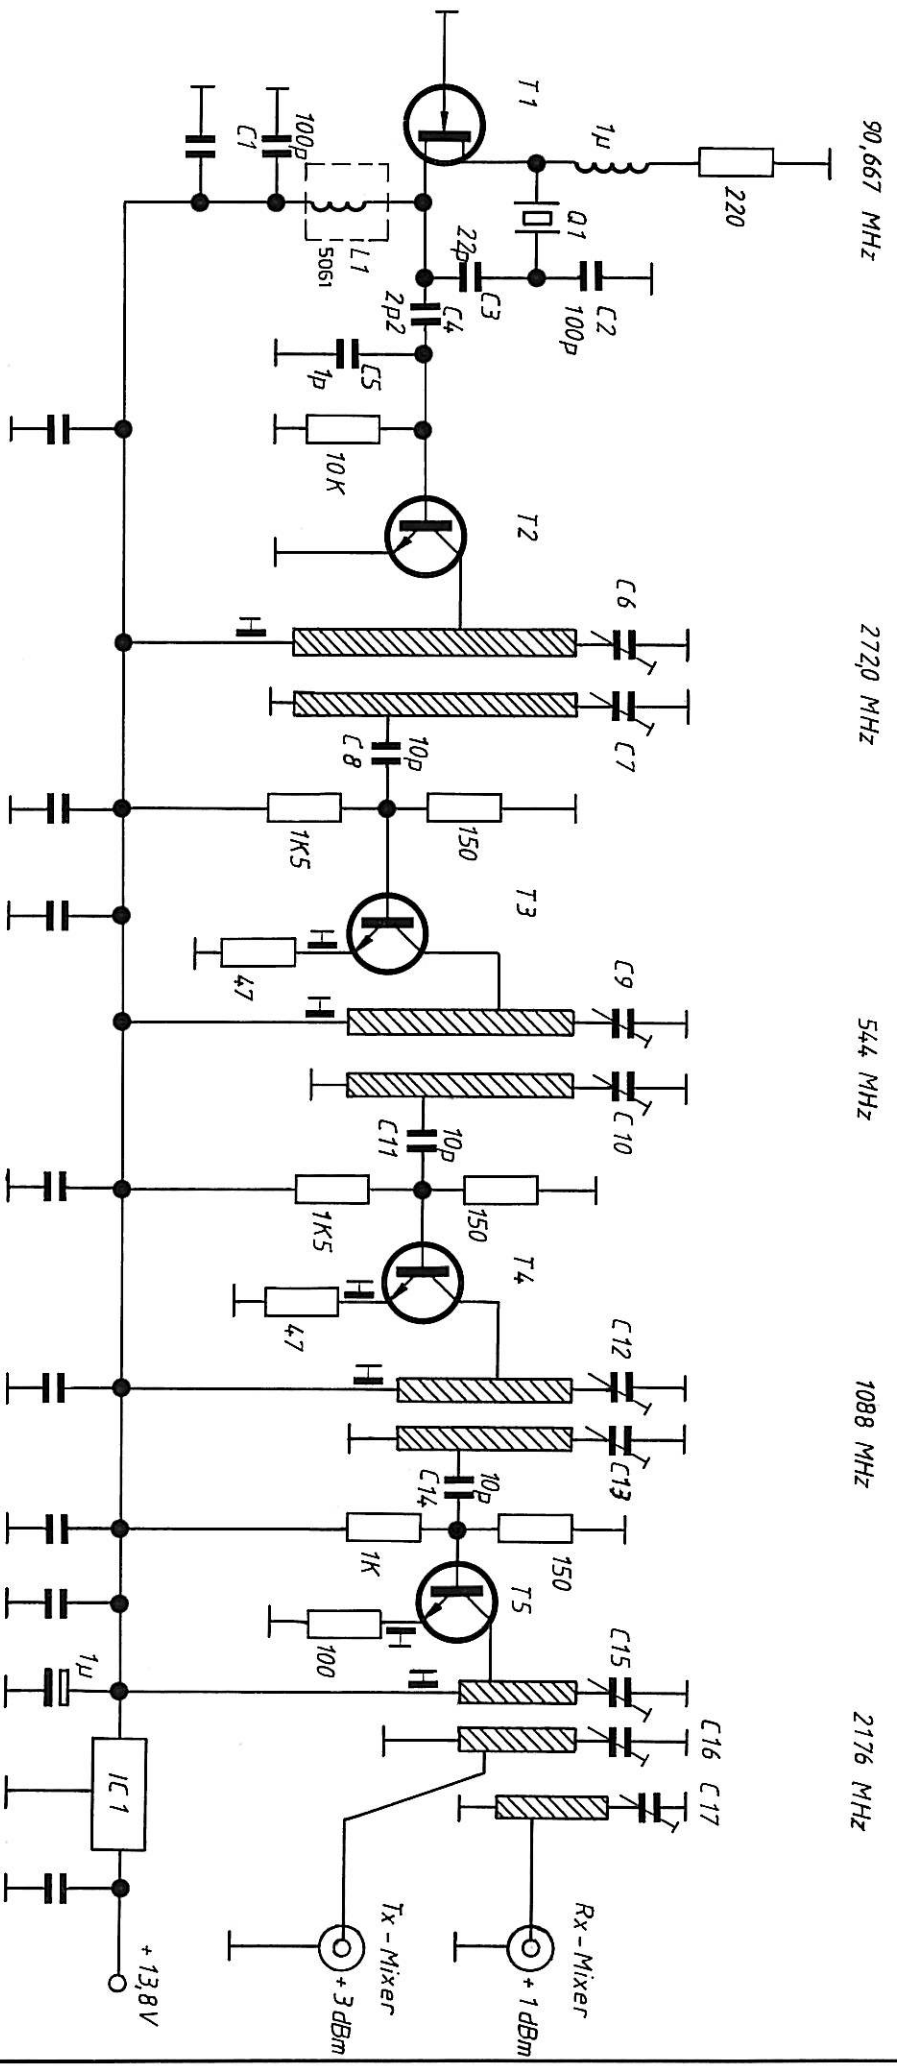 90,667 MHz
2720 MHz
544 MHz
1088 MHz
2176 MHz
T1
1µ
220
Q1
22p
C3
C2
100p
100p
C1
L1
5061
C4
2p2
C5
1p
10K
T2
C6
C7
10p
C8
1K5
150
T3
47
C9
C10
10p
C11
1K5
150
T4
47
C12
C13
10p
C14
1K
150
T5
100
C15
C16
C17
1µ
IC1
+ 13,8V
Tx-Mixer
+ 3dBm
Rx-Mixer
+ 1dBm